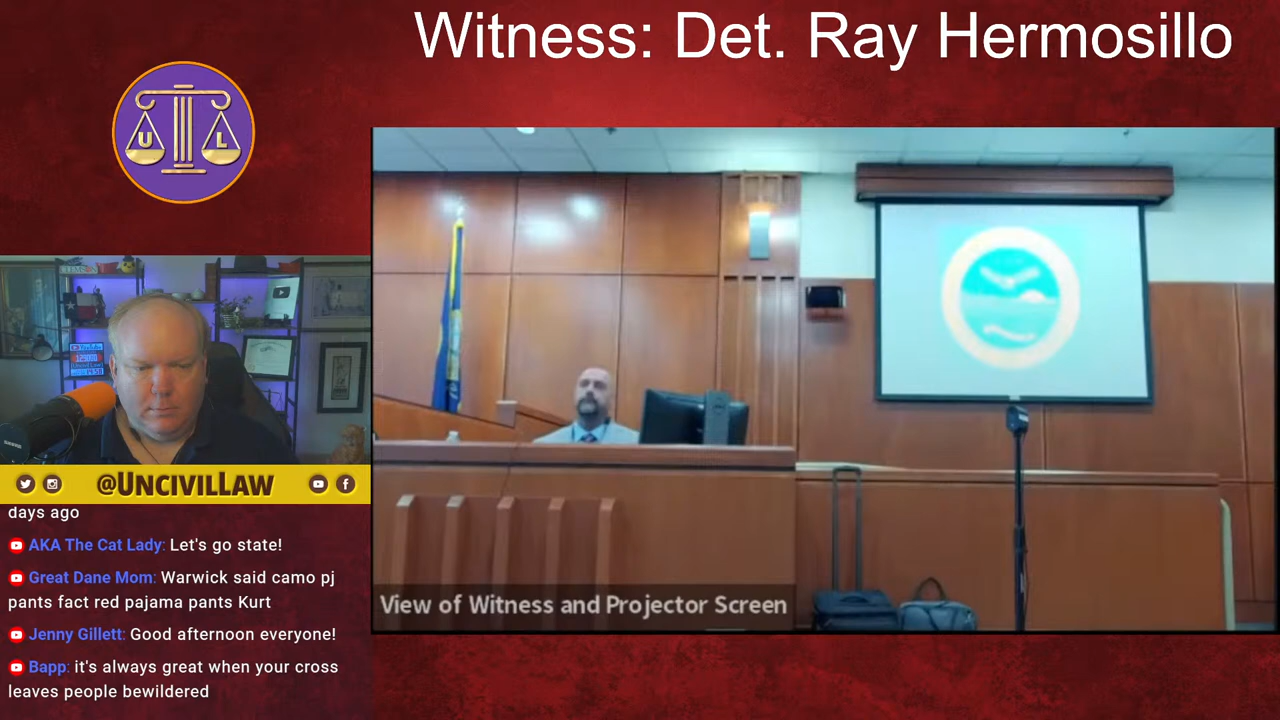 Witness: Det. Ray Hermosillo
U L
@UNCIVILLAW
days ago
AKA The Cat Lady: Let's go state!
Great Dane Mom: Warwick said camo pj
pants fact red pajama pants Kurt
Jenny Gillett: Good afternoon everyone!
Bapp: it's always great when your cross
leaves people bewildered
View of Witness and Projector Screen